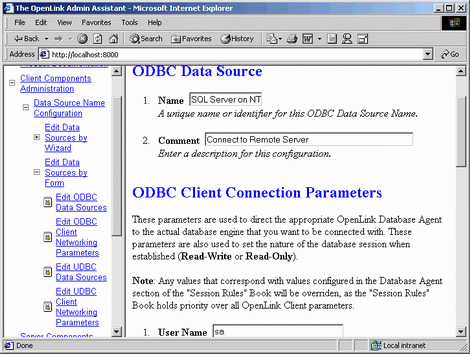 The OpenLink Admin Assistant - Microsoft Internet Explorer
File Edit View Favorites Tools Help
Back Search Favorites History
Address http://localhost:8000 Go
Client Components
Administration
Data Source Name
Configuration
Edit Data
Sources by
Wizard
Edit Data
Sources by
Form
Edit ODBC
Data Sources
Edit ODBC
Client
Networking
Parameters
Edit UDBC
Data Sources
Edit UDBC
Client
Networking
Parameters
Server Components
ODBC Data Source
1. Name SQL Server on NT
A unique name or identifier for this ODBC Data Source Name.
2. Comment Connect to Remote Server
Enter a description for this configuration.
ODBC Client Connection Parameters
These parameters are used to direct the appropriate OpenLink Database Agent
to the actual database engine that you want to be connected with. These
parameters are also used to set the nature of the database session when
established (Read-Write or Read-Only).
Note: Any values that correspond with values configured in the Database Agent
section of the "Session Rules" Book will be overriden, as the "Session Rules"
Book holds priority over all OpenLink Client parameters.
1. User Name sa
Done Local intranet